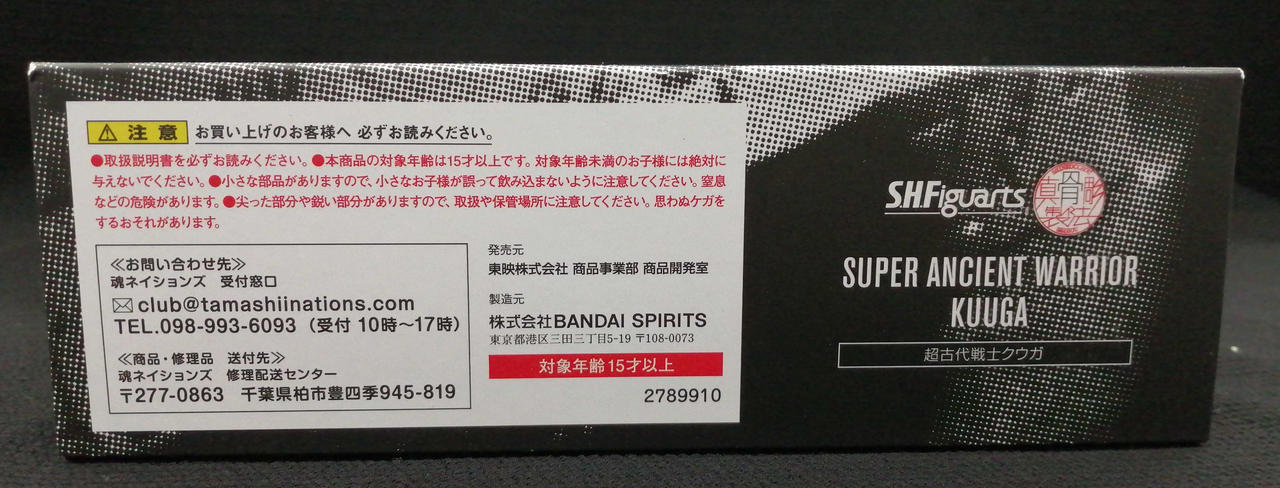 ⚠注意 お買い上げのお客様へ 必ずお読みください。
●取扱説明書を必ずお読みください。●本商品の対象年齢は15才以上です。対象年齢未満のお子様には絶対に
与えないでください。●小さな部品がありますので、小さなお子様が誤って飲み込まないように注意してください。窒息
などの危険があります。●尖った部分や鋭い部分がありますので、取扱や保管場所に注意してください。思わぬケガを
するおそれがあります。
≪お問い合わせ先≫
魂ネイションズ 受付窓口
club@tamashiinations.com
TEL.098-993-6093（受付 10時〜17時）
≪商品・修理品 送付先≫
魂ネイションズ 修理配送センター
〒277-0863 千葉県柏市豊四季945-819
発売元
東映株式会社 商品事業部 商品開発室
製造元
株式会社BANDAI SPIRITS
東京都港区三田三丁目5-19 〒108-0073
対象年齢15才以上
2789910
S.H.Figuarts
真骨彫
製法
SUPER ANCIENT WARRIOR
KUUGA
超古代戦士クウガ